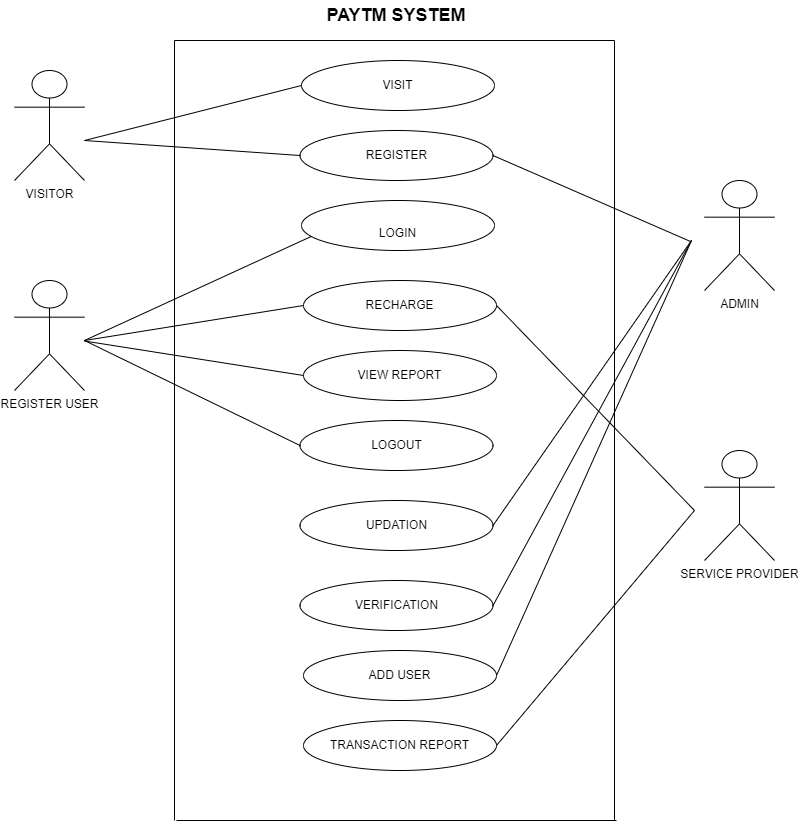 PAYTM SYSTEM
VISIT
REGISTER
VISITOR
LOGIN
ADMIN
RECHARGE
VIEW REPORT
REGISTER USER
LOGOUT
UPDATION
SERVICE PROVIDER
VERIFICATION
ADD USER
TRANSACTION REPORT